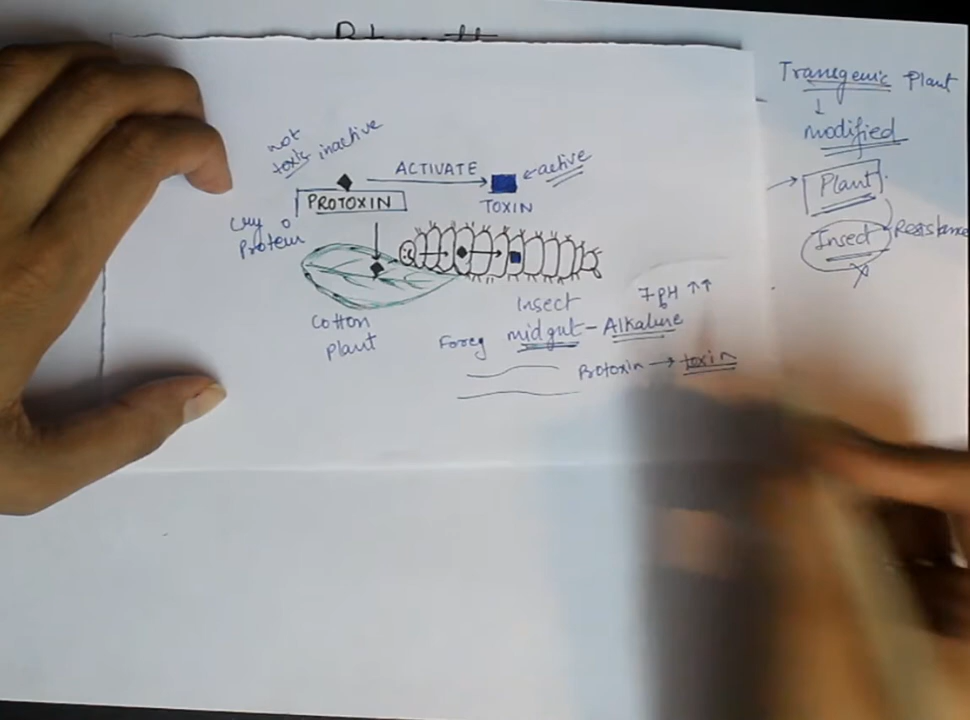 Transgenic Plant
↓
modified
Plant
Insect
Resistance
not
toxic inactive
ACTIVATE
active
PROTOXIN
TOXIN
Cry
Protein
Cotton
plant
Insect
midgut - Alkaline
7 pH ↑↑
Foreg
Protoxin → toxin